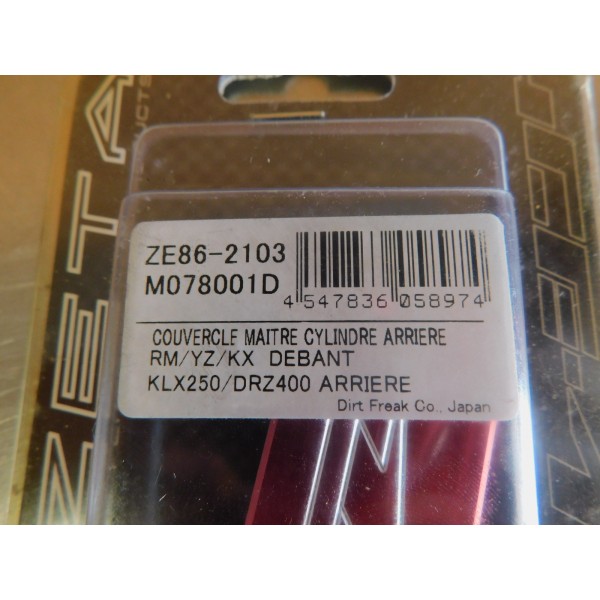 ZETA
ZE86-2103
M078001D
4 547836 058974
COUVERCLE MAITRE CYLINDRE ARRIERE
RM/YZ/KX DEBANT
KLX250/DRZ400 ARRIERE
Dirt Freak Co., Japan